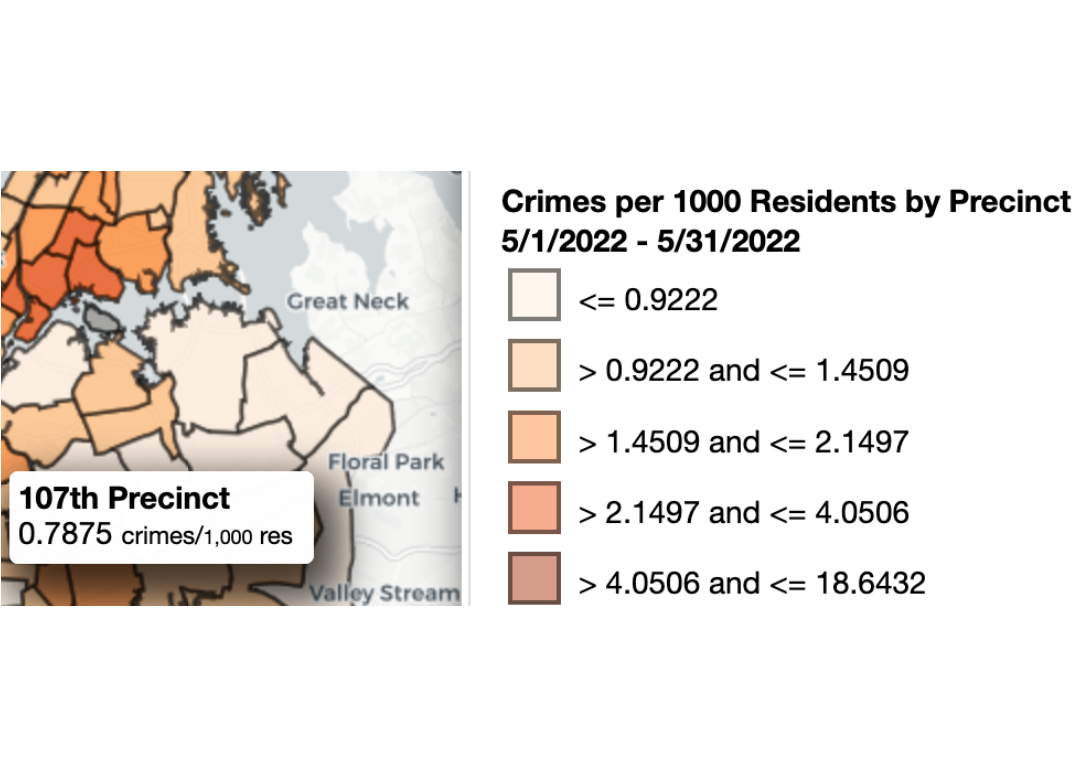 Great Neck
Floral Park
Elmont
Valley Stream
107th Precinct
0.7875 crimes/1,000 res
Crimes per 1000 Residents by Precinct
5/1/2022 - 5/31/2022
<= 0.9222
> 0.9222 and <= 1.4509
> 1.4509 and <= 2.1497
> 2.1497 and <= 4.0506
> 4.0506 and <= 18.6432